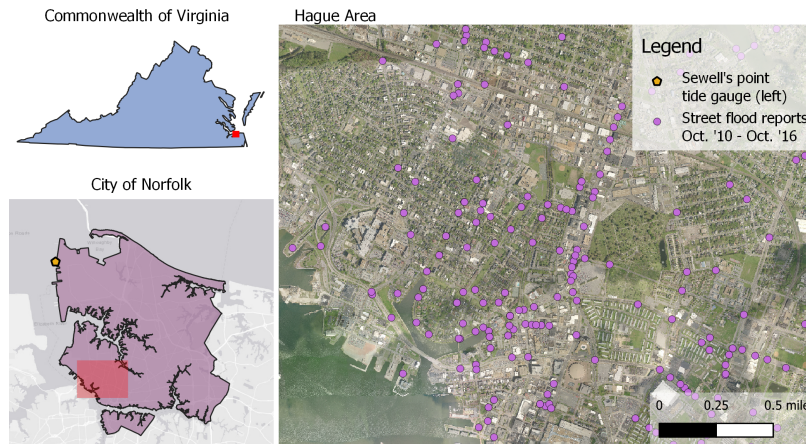 Commonwealth of Virginia
Hague Area
Legend
Sewell's point
tide gauge (left)
Street flood reports
Oct. '10 - Oct. '16
City of Norfolk
0 0.25 0.5 mile